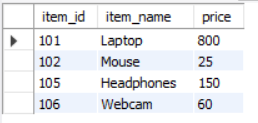 item_id item_name price
101 Laptop 800
102 Mouse 25
105 Headphones 150
106 Webcam 60